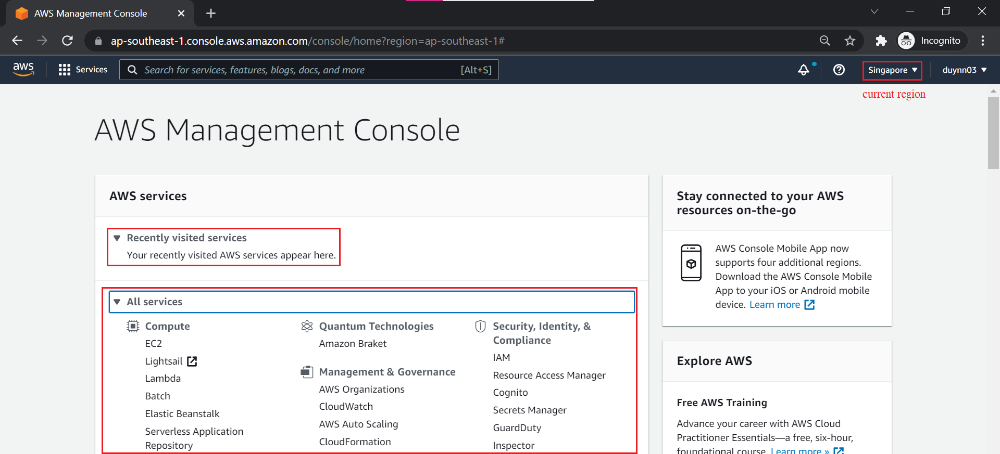 AWS Management Console
ap-southeast-1.console.aws.amazon.com/console/home?region=ap-southeast-1#
Incognito
aws
Services
Search for services, features, blogs, docs, and more
[Alt+S]
Singapore
duynn03
current region
AWS Management Console
AWS services
Recently visited services
Your recently visited AWS services appear here.
All services
Compute
EC2
Lightsail
Lambda
Batch
Elastic Beanstalk
Serverless Application
Repository
Quantum Technologies
Amazon Braket
Management & Governance
AWS Organizations
CloudWatch
AWS Auto Scaling
CloudFormation
Security, Identity, &
Compliance
IAM
Resource Access Manager
Cognito
Secrets Manager
GuardDuty
Inspector
Stay connected to your AWS
resources on-the-go
AWS Console Mobile App now
supports four additional regions.
Download the AWS Console Mobile
App to your iOS or Android mobile
device. Learn more
Explore AWS
Free AWS Training
Advance your career with AWS Cloud
Practitioner Essentials—a free, six-hour,
foundational course. Learn more »